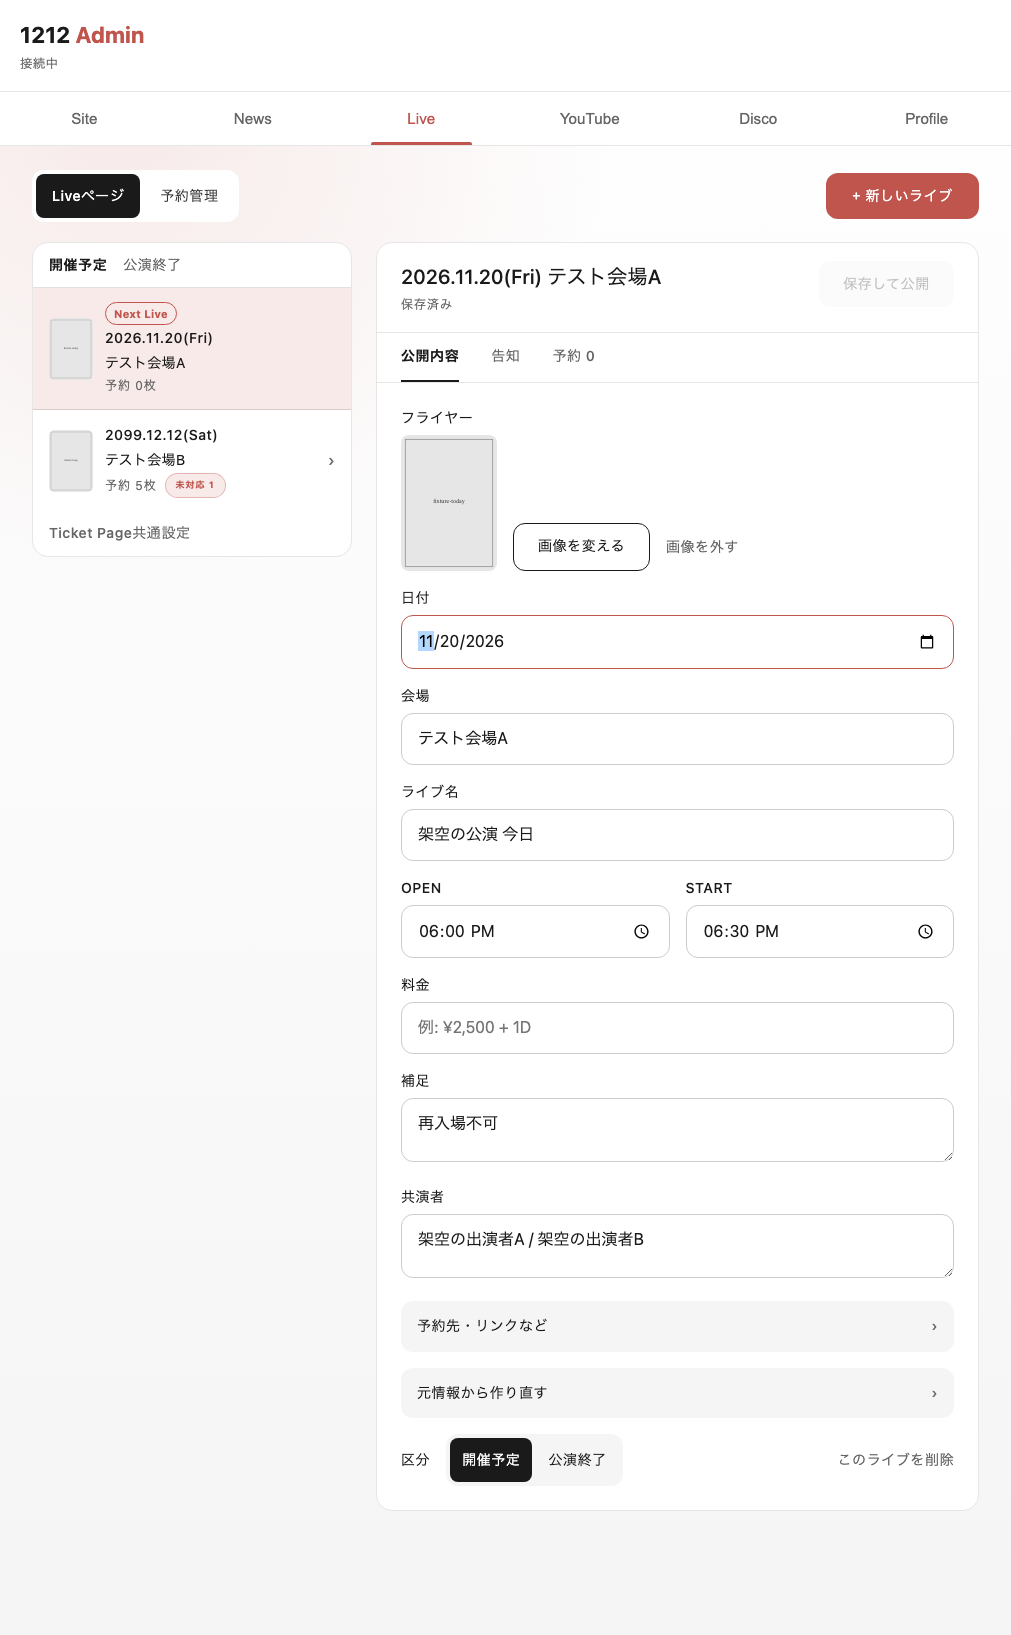 1212 Admin
接続中
Site
News
Live
YouTube
Disco
Profile
Liveページ
予約管理
+ 新しいライブ
開催予定
公演終了
Next Live
2026.11.20(Fri)
テスト会場A
予約 0枚
2099.12.12(Sat)
テスト会場B
予約 5枚
未対応 1
›
Ticket Page共通設定
2026.11.20(Fri) テスト会場A
保存済み
保存して公開
公開内容
告知
予約 0
フライヤー
fixture-today
画像を変える
画像を外す
日付
11/20/2026
会場
テスト会場A
ライブ名
架空の公演 今日
OPEN
START
06:00 PM
06:30 PM
料金
例: ¥2,500 + 1D
補足
再入場不可
共演者
架空の出演者A / 架空の出演者B
予約先・リンクなど
›
元情報から作り直す
›
区分
開催予定
公演終了
このライブを削除